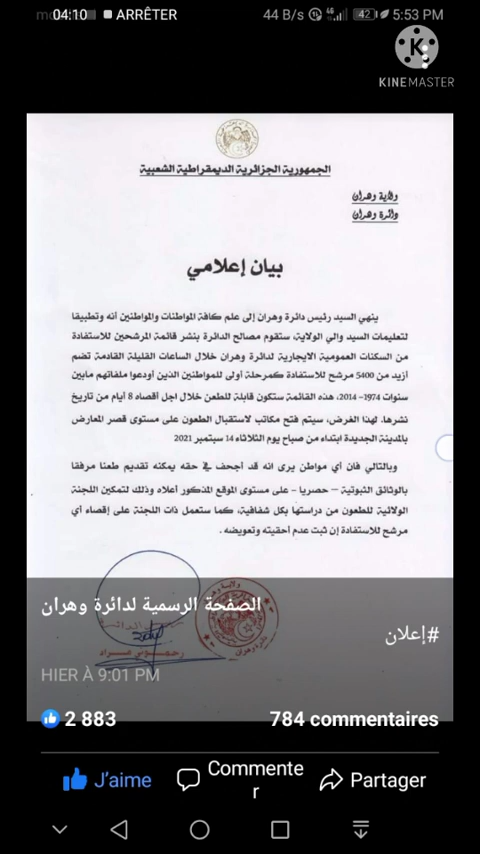 04:10 ARRÊTER 44 B/s 4G 42 5:53 PM
K
KINEMASTER
الجمهورية الجزائرية الديمقراطية الشعبية
ولاية وهران
دائرة وهران
بيان إعلامي
ينهي السيد رئيس دائرة وهران إلى علم كافة المواطنات والمواطنين أنه وتطبيقا
لتعليمات السيد والي الولاية، ستقوم مصالح الدائرة بنشر قائمة المرشحين للاستفادة
من السكنات العمومية الايجارية لدائرة وهران خلال الساعات القليلة القادمة تضم
أزيد من 5400 مرشح للاستفادة كمرحلة أولى للمواطنين الذين أودعوا ملفاتهم مابين
سنوات 1974-2014، هذه القائمة ستكون قابلة للطعن خلال اجل أقصاه 8 أيام من تاريخ
نشرها. لهذا الغرض، سيتم فتح مكاتب لاستقبال الطعون على مستوى قصر المعارض
بالمدينة الجديدة ابتداء من صباح يوم الثلاثاء 14 سبتمبر 2021
وبالتالي فان أي مواطن يرى انه قد أجحف في حقه يمكنه تقديم طعنا مرفقا
بالوثائق الثبوتية – حصريا – على مستوى الموقع المذكور أعلاه وذلك لتمكين اللجنة
الولائية للطعون من دراستها بكل شفافية، كما ستعمل ذات اللجنة على إقصاء أي
مرشح للاستفادة إن ثبت عدم أحقيته وتعويضه.
الصفحة الرسمية لدائرة وهران
#إعلان
HIER À 9:01 PM
2 883 784 commentaires
J'aime
Commente
r
Partager